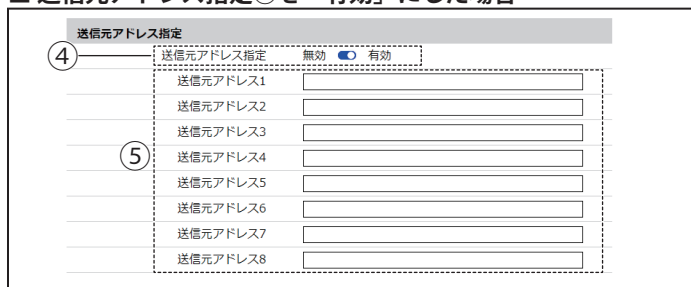 送信元アドレス指定
④ 送信元アドレス指定 無効 有効
送信元アドレス1
送信元アドレス2
送信元アドレス3
⑤ 送信元アドレス4
送信元アドレス5
送信元アドレス6
送信元アドレス7
送信元アドレス8